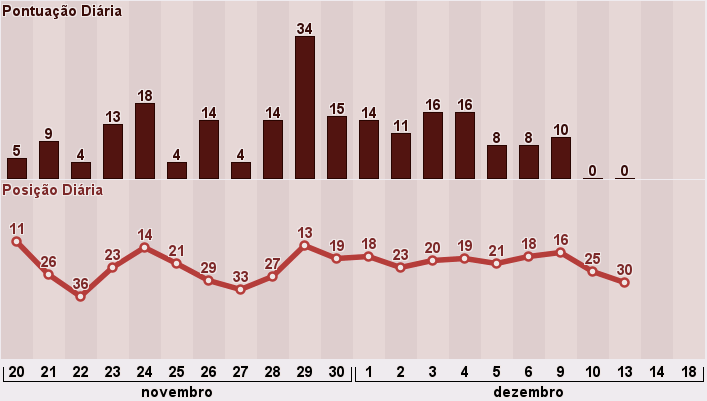 Pontuação Diária
5 9 4 13 18 4 14 4 14 34 15 14 11 16 16 8 8 10 0 0
Posição Diária
11 26 36 23 14 21 29 33 27 13 19 18 23 20 19 21 18 16 25 30
20 21 22 23 24 25 26 27 28 29 30 1 2 3 4 5 6 9 10 13 14 18
novembro dezembro